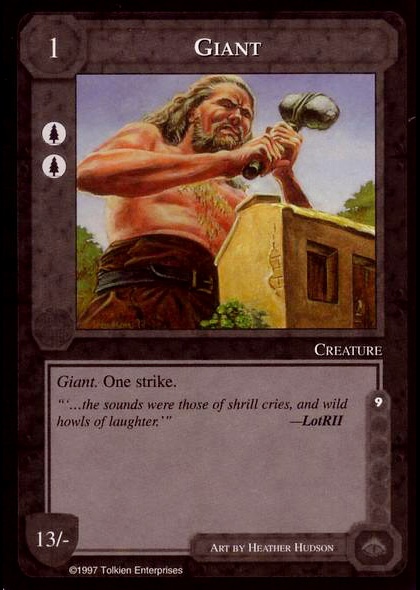 1
GIANT
CREATURE
Giant. One strike.
9
"'...the sounds were those of shrill cries, and wild
howls of laughter.'" —LotRII
13/-
ART BY HEATHER HUDSON
©1997 Tolkien Enterprises